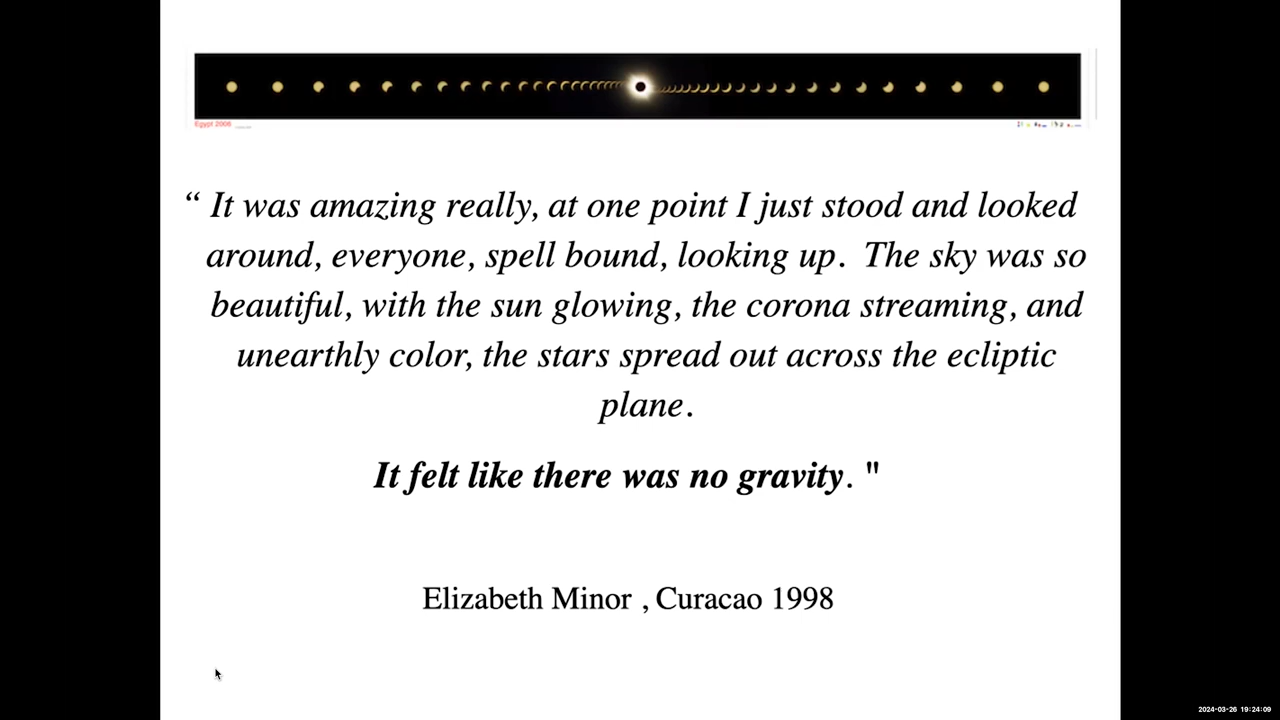 Egypt 2006
“ It was amazing really, at one point I just stood and looked
around, everyone, spell bound, looking up.  The sky was so
beautiful, with the sun glowing, the corona streaming, and
unearthly color, the stars spread out across the ecliptic
plane.
It felt like there was no gravity. "
Elizabeth Minor , Curacao 1998
2024-03-26 19:24:09